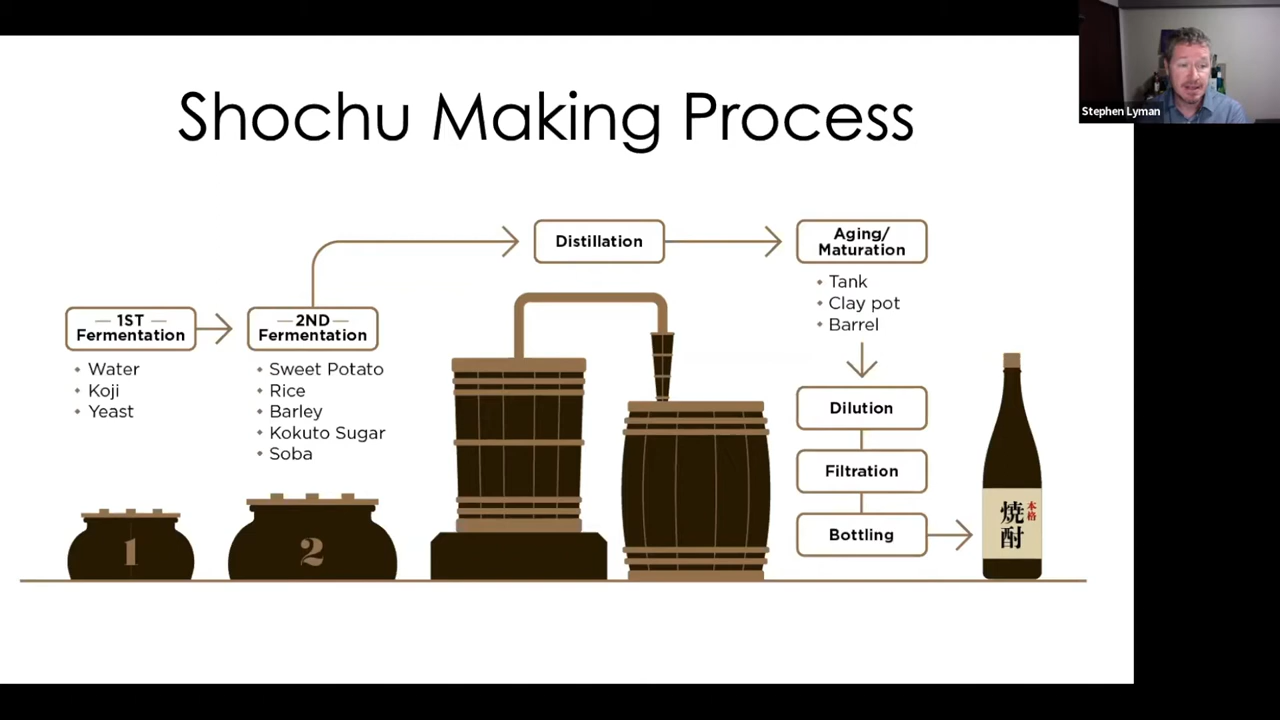 Shochu Making Process
Stephen Lyman
1ST
Fermentation
Water
Koji
Yeast
2ND
Fermentation
Sweet Potato
Rice
Barley
Kokuto Sugar
Soba
Distillation
Aging/
Maturation
Tank
Clay pot
Barrel
Dilution
Filtration
Bottling
1
2
本格
焼酎